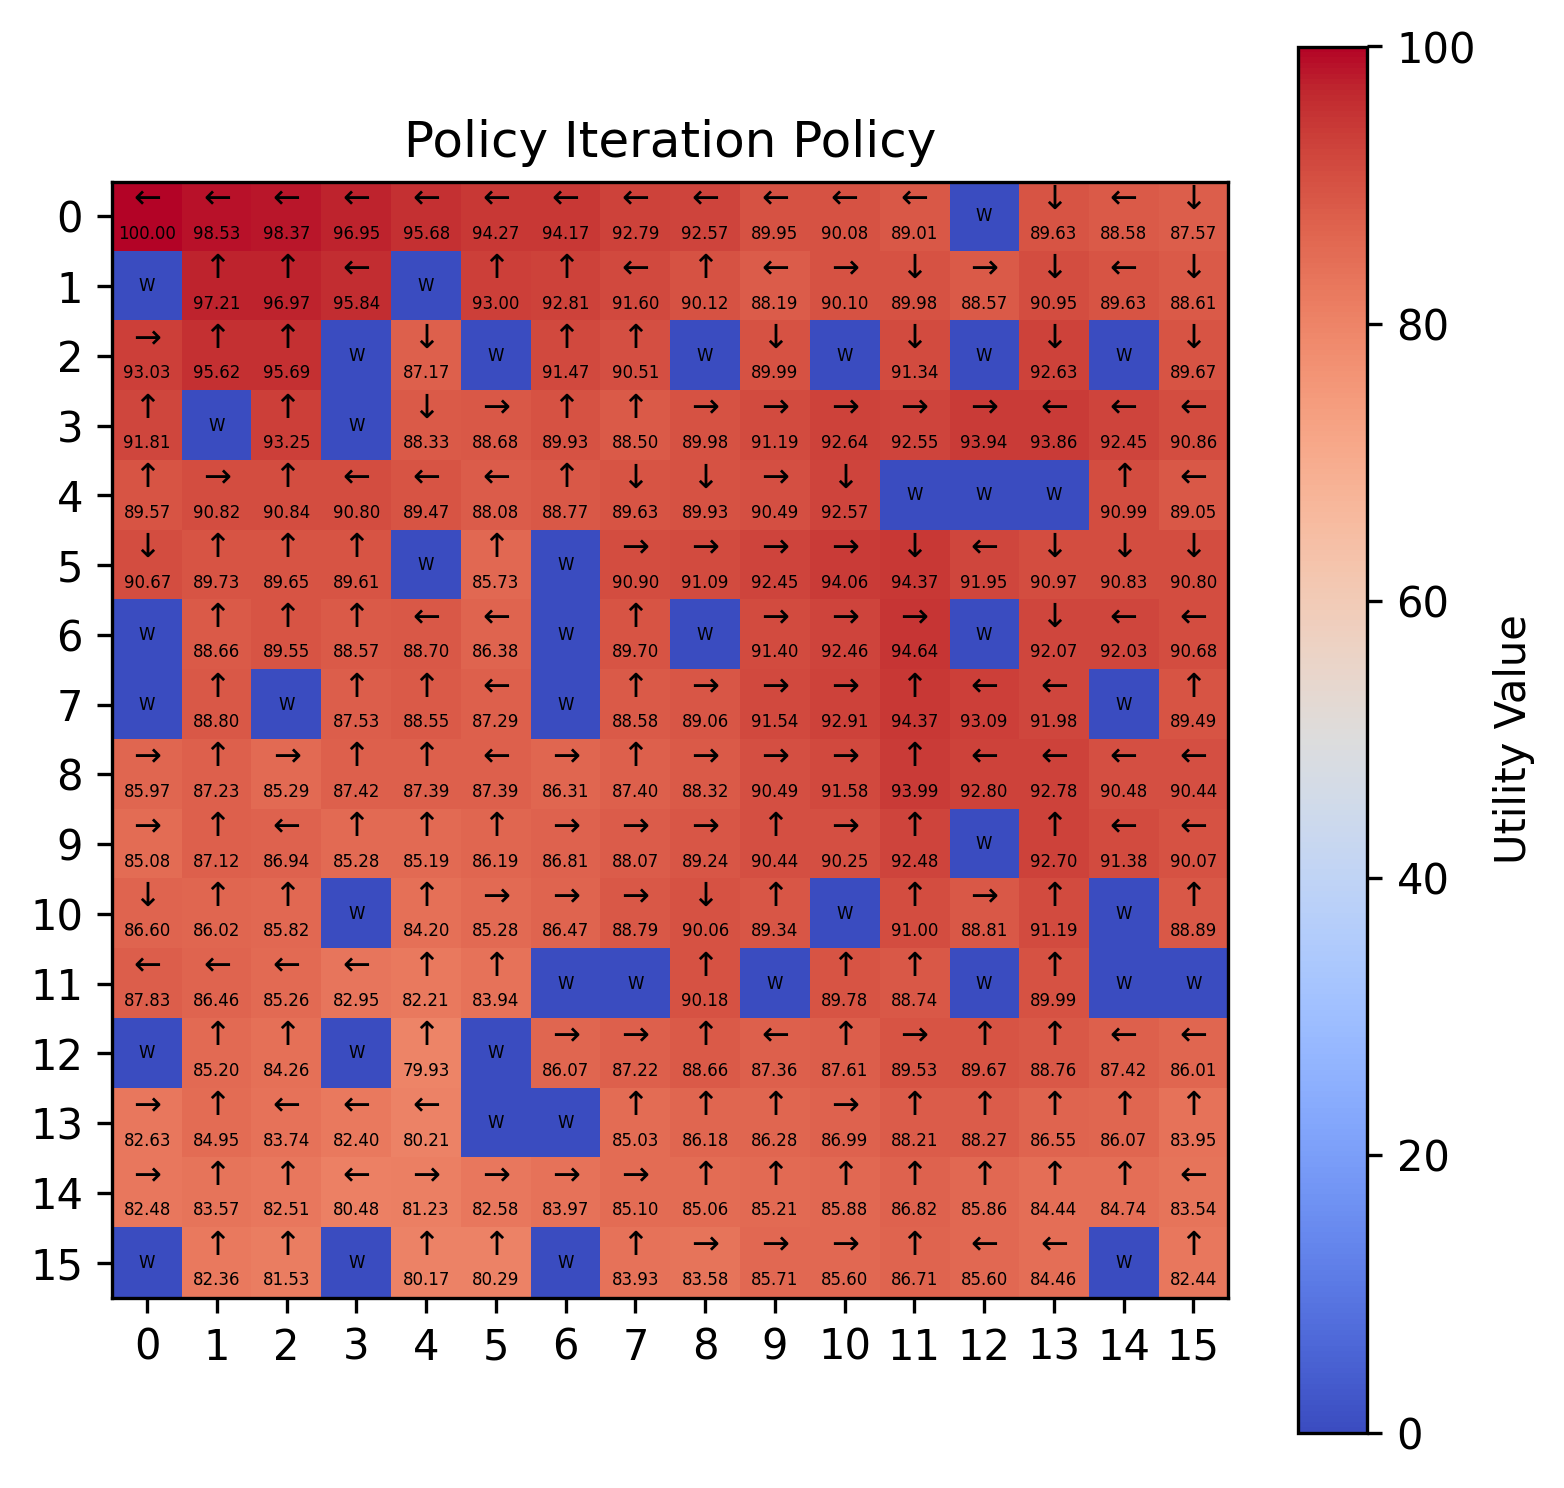 Policy Iteration Policy
100
80
60
40
20
0
Utility Value
0 ← ← ← ← ← ← ← ← ← ← ← ← W ↓ ← ↓
100.00 98.53 98.37 96.95 95.68 94.27 94.17 92.79 92.57 89.95 90.08 89.01 89.63 88.58 87.57
1 W ↑ ↑ ← W ↑ ↑ ← ↑ ← → ↓ → ↓ ← ↓
97.21 96.97 95.84 93.00 92.81 91.60 90.12 88.19 90.10 89.98 88.57 90.95 89.63 88.61
2 → ↑ ↑ W ↓ W ↑ ↑ W ↓ W ↓ W ↓ W ↓
93.03 95.62 95.69 87.17 91.47 90.51 89.99 91.34 92.63 89.67
3 ↑ W ↑ W ↓ → ↑ ↑ → → → → → ← ← ←
91.81 93.25 88.33 88.68 89.93 88.50 89.98 91.19 92.64 92.55 93.94 93.86 92.45 90.86
4 ↑ → ↑ ← ← ← ↑ ↓ ↓ → ↓ W W W ↑ ←
89.57 90.82 90.84 90.80 89.47 88.08 88.77 89.63 89.93 90.49 92.57 90.99 89.05
5 ↓ ↑ ↑ ↑ W ↑ W → → → → ↓ ← ↓ ↓ ↓
90.67 89.73 89.65 89.61 85.73 90.90 91.09 92.45 94.06 94.37 91.95 90.97 90.83 90.80
6 W ↑ ↑ ↑ ← ← W ↑ W → → → W ↓ ← ←
88.66 89.55 88.57 88.70 86.38 89.70 91.40 92.46 94.64 92.07 92.03 90.68
7 W ↑ W ↑ ↑ ← W ↑ → → → ↑ ← ← W ↑
88.80 87.53 88.55 87.29 88.58 89.06 91.54 92.91 94.37 93.09 91.98 89.49
8 → ↑ → ↑ ↑ ← → ↑ → → → ↑ ← ← ← ←
85.97 87.23 85.29 87.42 87.39 87.39 86.31 87.40 88.32 90.49 91.58 93.99 92.80 92.78 90.48 90.44
9 → ↑ ← ↑ ↑ ↑ → → → ↑ → ↑ W ↑ ← ←
85.08 87.12 86.94 85.28 85.19 86.19 86.81 88.07 89.24 90.44 90.25 92.48 92.70 91.38 90.07
10 ↓ ↑ ↑ W ↑ → → → ↓ ↑ W ↑ → ↑ W ↑
86.60 86.02 85.82 84.20 85.28 86.47 88.79 90.06 89.34 91.00 88.81 91.19 88.89
11 ← ← ← ← ↑ ↑ W W ↑ W ↑ ↑ W ↑ W W
87.83 86.46 85.26 82.95 82.21 83.94 90.18 89.78 88.74 89.99
12 W ↑ ↑ W ↑ W → → ↑ ← ↑ → ↑ ↑ ← ←
85.20 84.26 79.93 86.07 87.22 88.66 87.36 87.61 89.53 89.67 88.76 87.42 86.01
13 → ↑ ← ← ← W W ↑ ↑ ↑ → ↑ ↑ ↑ ↑ ↑
82.63 84.95 83.74 82.40 80.21 85.03 86.18 86.28 86.99 88.21 88.27 86.55 86.07 83.95
14 → ↑ ↑ ← → → → → ↑ ↑ ↑ ↑ ↑ ↑ ↑ ←
82.48 83.57 82.51 80.48 81.23 82.58 83.97 85.10 85.06 85.21 85.88 86.82 85.86 84.44 84.74 83.54
15 W ↑ ↑ W ↑ ↑ W ↑ → → → ↑ ← ← W ↑
82.36 81.53 80.17 80.29 83.93 83.58 85.71 85.60 86.71 85.60 84.46 82.44
0 1 2 3 4 5 6 7 8 9 10 11 12 13 14 15